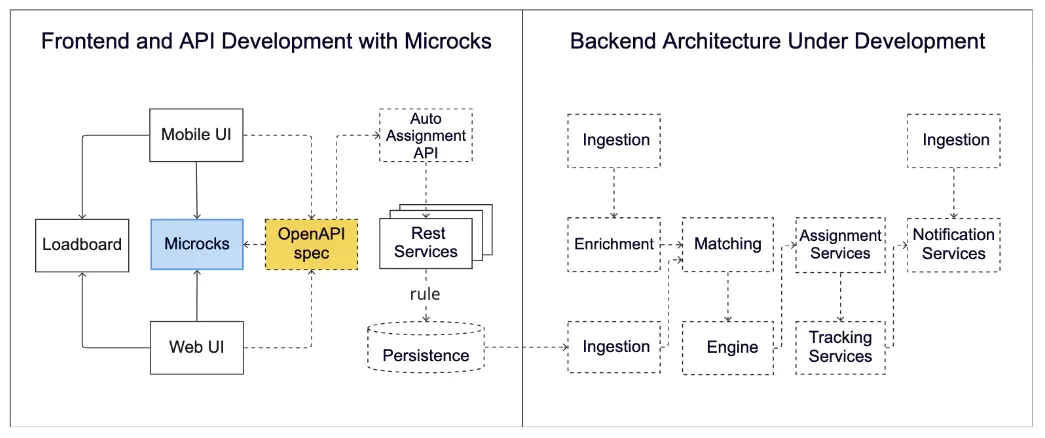 Frontend and API Development with Microcks
Backend Architecture Under Development
Mobile UI
Auto
Assignment
API
Loadboard
Microcks
OpenAPI
spec
Rest
Services
rule
Web UI
Persistence
Ingestion
Ingestion
Enrichment
Matching
Assignment
Services
Notification
Services
Ingestion
Engine
Tracking
Services